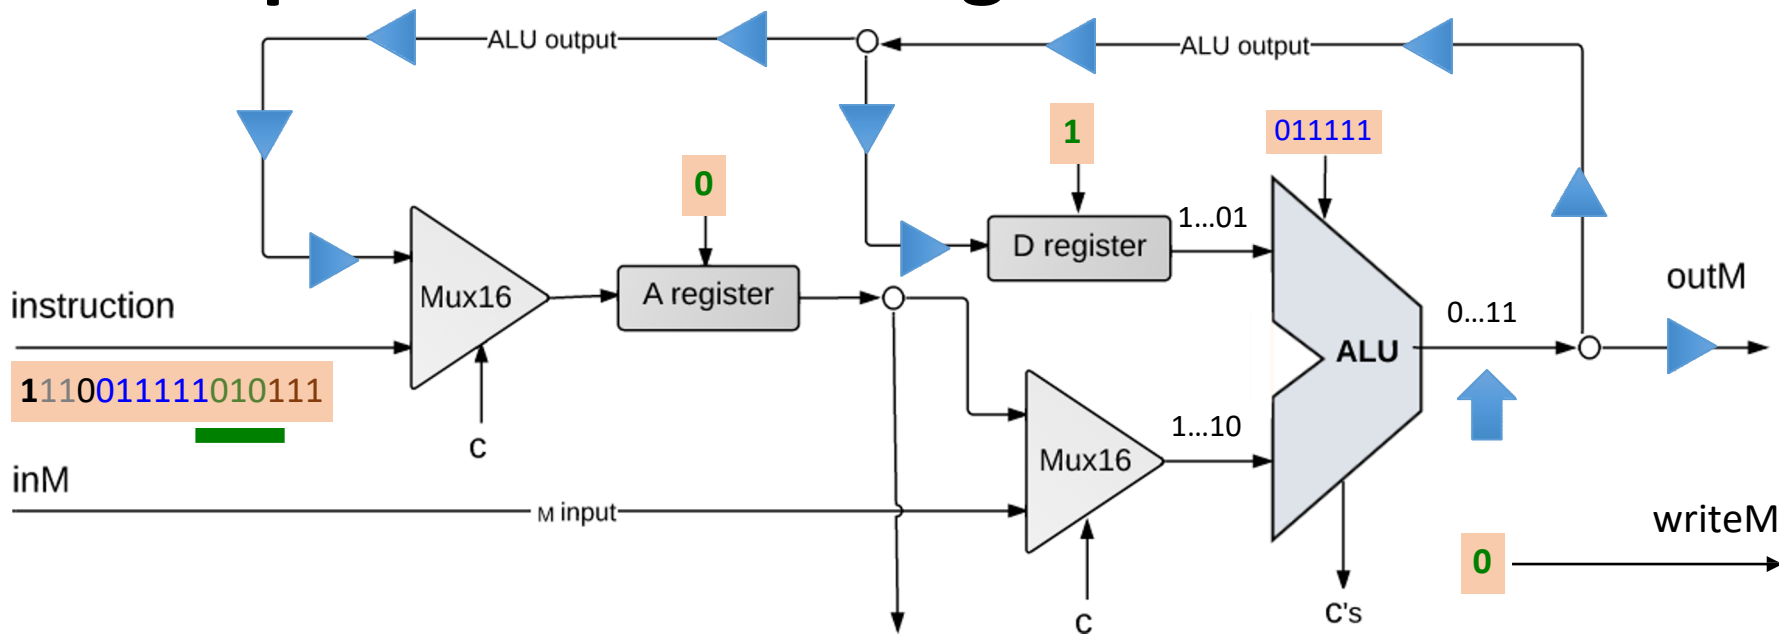 ALU output
ALU output
1
011111
0
1...01
D register
outM
A register
Mux16
instruction
0...11
ALU
1110011111010111
1...10
c
Mux16
inM
M input
writeM
0
c
c's